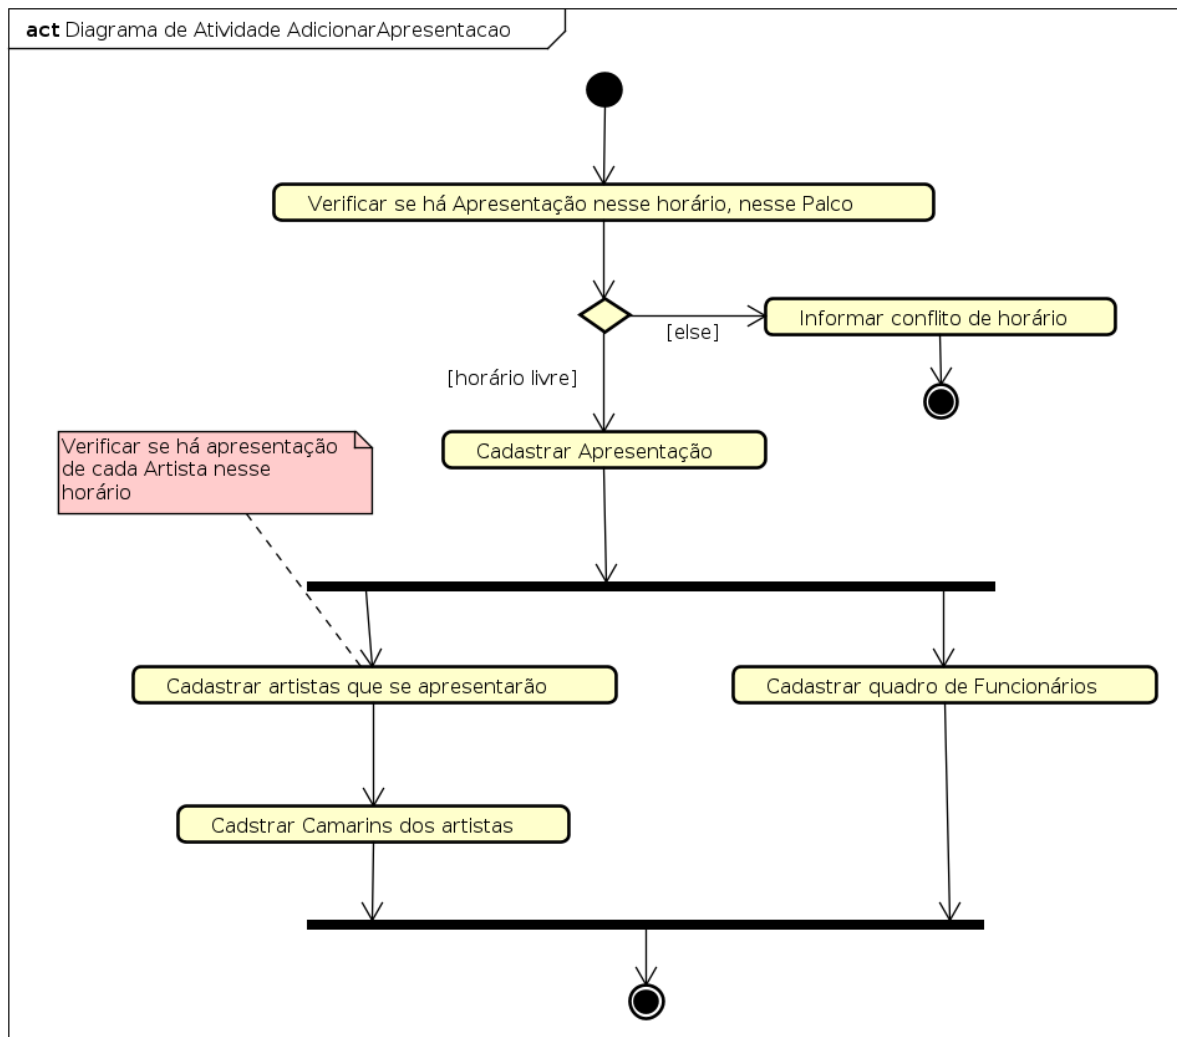 act Diagrama de Atividade AdicionarApresentacao
Verificar se há Apresentação nesse horário, nesse Palco
Informar conflito de horário
[else]
[horário livre]
Cadastrar Apresentação
Verificar se há apresentação
de cada Artista nesse
horário
Cadastrar artistas que se apresentarão
Cadastrar quadro de Funcionários
Cadstrar Camarins dos artistas